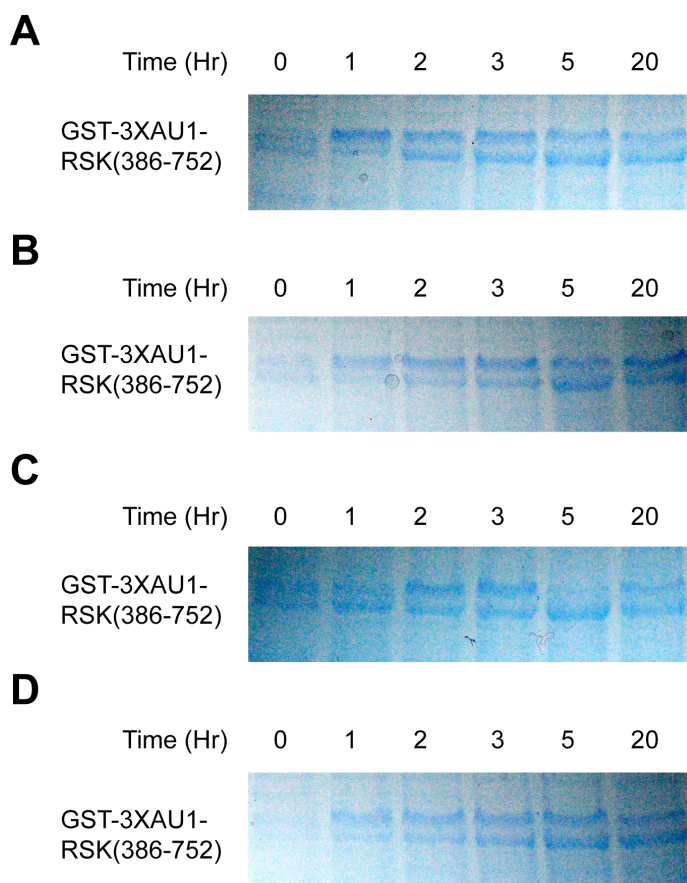 A
Time (Hr) 0 1 2 3 5 20
GST-3XAU1-
RSK(386-752)
B
Time (Hr) 0 1 2 3 5 20
GST-3XAU1-
RSK(386-752)
C
Time (Hr) 0 1 2 3 5 20
GST-3XAU1-
RSK(386-752)
D
Time (Hr) 0 1 2 3 5 20
GST-3XAU1-
RSK(386-752)